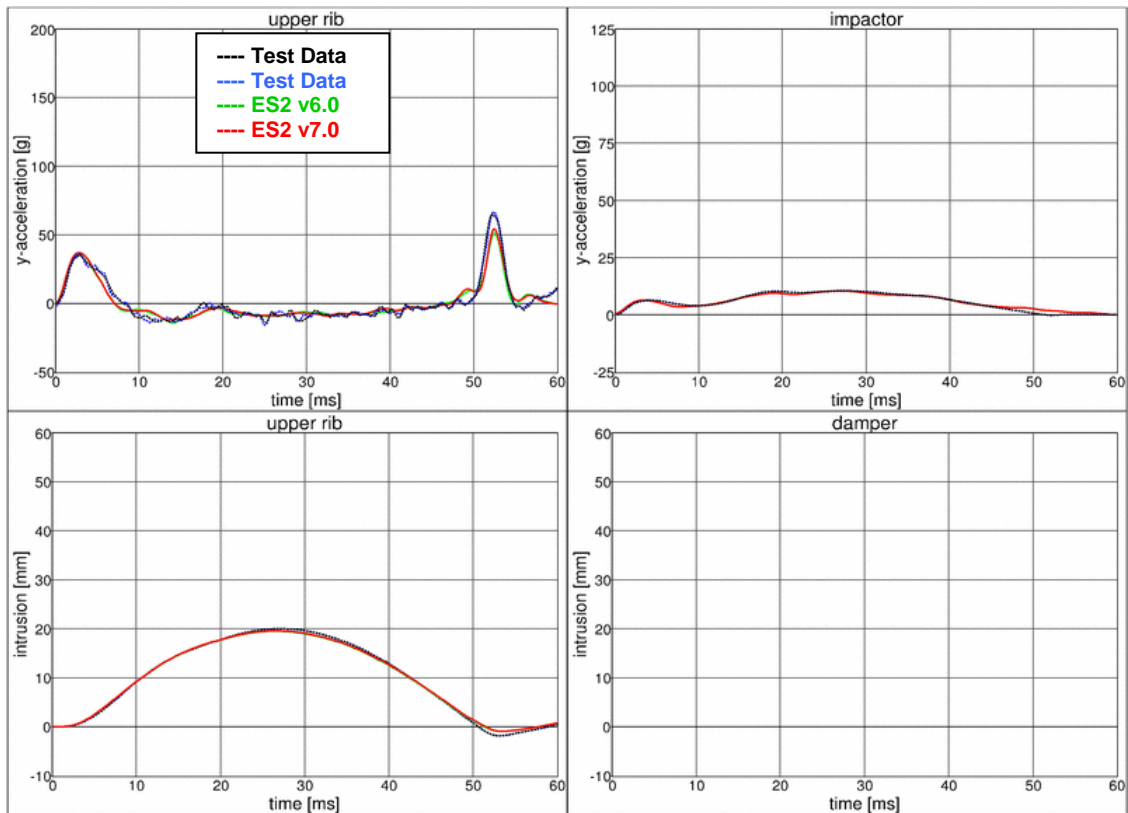 upper rib
200
150
100
50
0
-50
y-acceleration [g]
---- Test Data
---- Test Data
---- ES2 v6.0
---- ES2 v7.0
0 10 20 30 40 50 60
time [ms]
impactor
125
100
75
50
25
0
-25
y-acceleration [g]
0 10 20 30 40 50 60
time [ms]
upper rib
60
50
40
30
20
10
0
-10
intrusion [mm]
0 10 20 30 40 50 60
time [ms]
damper
60
50
40
30
20
10
0
-10
intrusion [mm]
0 10 20 30 40 50 60
time [ms]